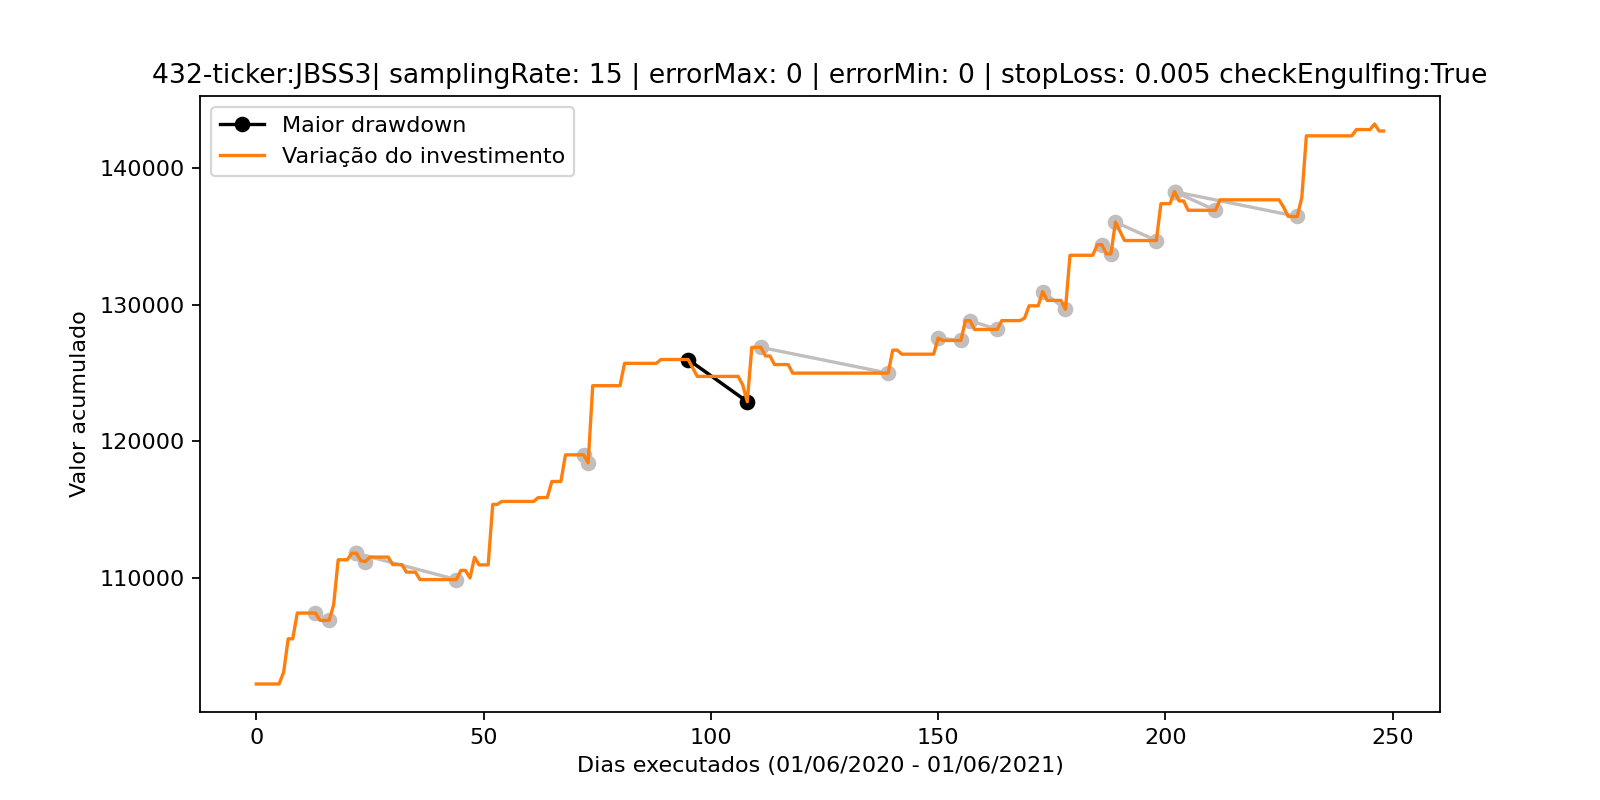 432-ticker:JBSS3| samplingRate: 15 | errorMax: 0 | errorMin: 0 | stopLoss: 0.005 checkEngulfing:True
Maior drawdown
Variação do investimento
Valor acumulado
140000
130000
120000
110000
0
50
100
150
200
250
Dias executados (01/06/2020 - 01/06/2021)